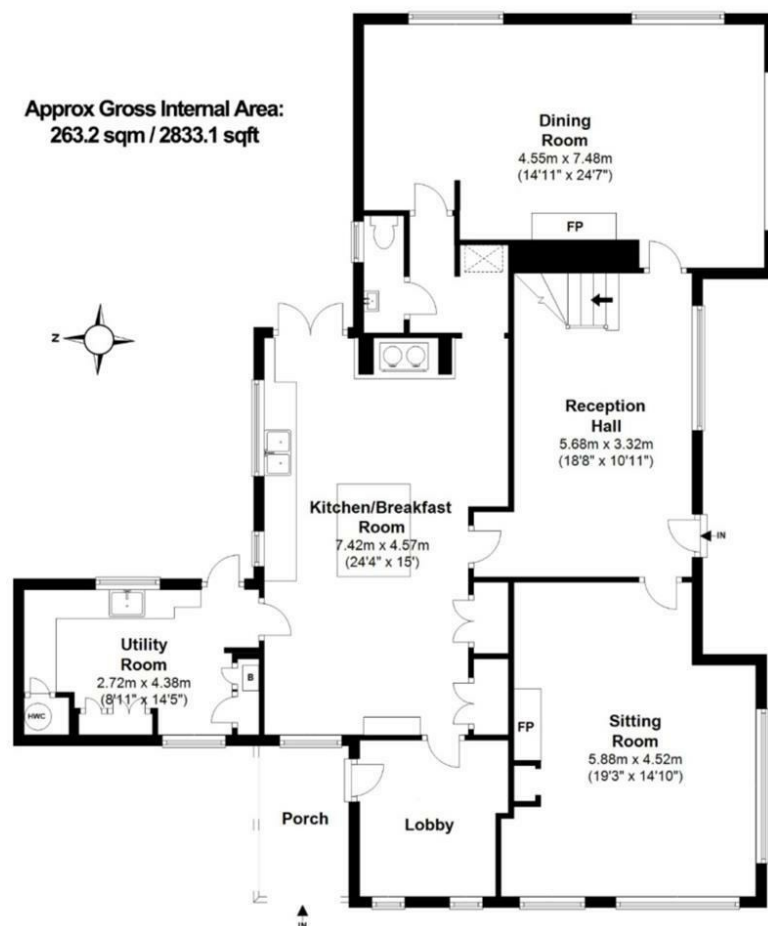 Approx Gross Internal Area:
263.2 sqm / 2833.1 sqft
Dining
Room
4.55m x 7.48m
(14'11" x 24'7")
FP
Z
Reception
Hall
5.68m x 3.32m
(18'8" x 10'11")
IN
Kitchen/Breakfast
Room
7.42m x 4.57m
(24'4" x 15')
Utility
Room
2.72m x 4.38m
(8'11" x 14'5")
B
HWC
FP
Sitting
Room
5.88m x 4.52m
(19'3" x 14'10")
Porch
Lobby
IN